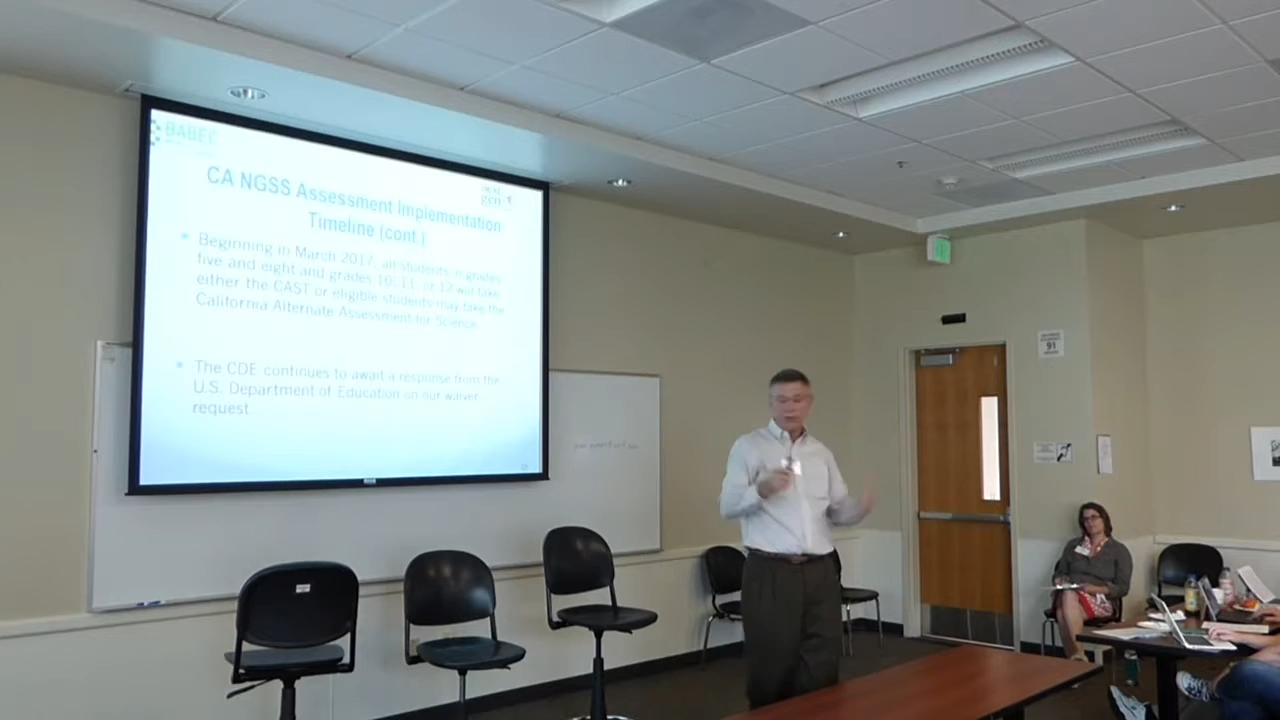 BABEC
CA NGSS Assessment Implementation
Timeline (cont.)
gen
Beginning in March 2017, all students in grades
five and eight and grades 10, 11, or 12 will take
either the CAST or eligible students may take the
California Alternate Assessment for Science.
The CDE continues to await a response from the
U.S. Department of Education on our waiver
request.
91